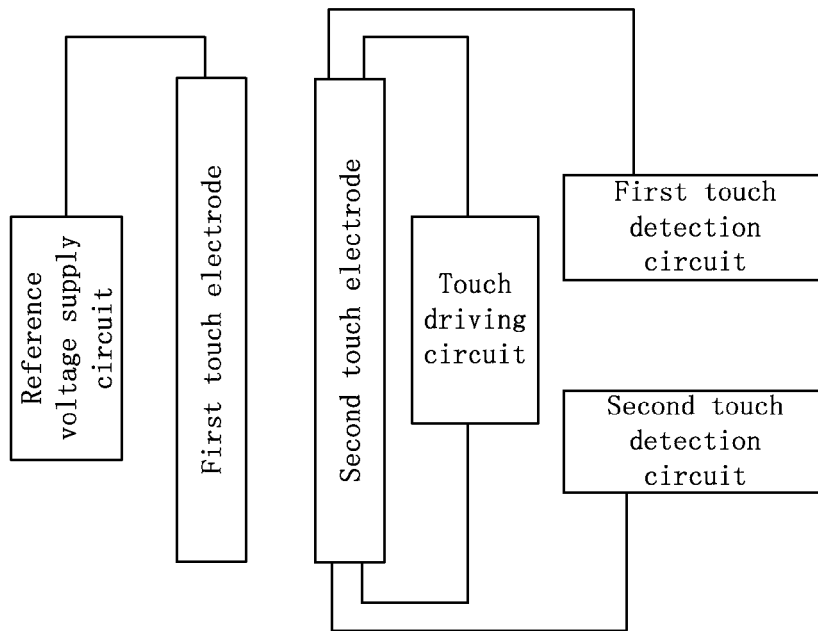 Reference
voltage supply
circuit
First touch electrode
Second touch electrode
Touch
driving
circuit
First touch
detection
circuit
Second touch
detection
circuit